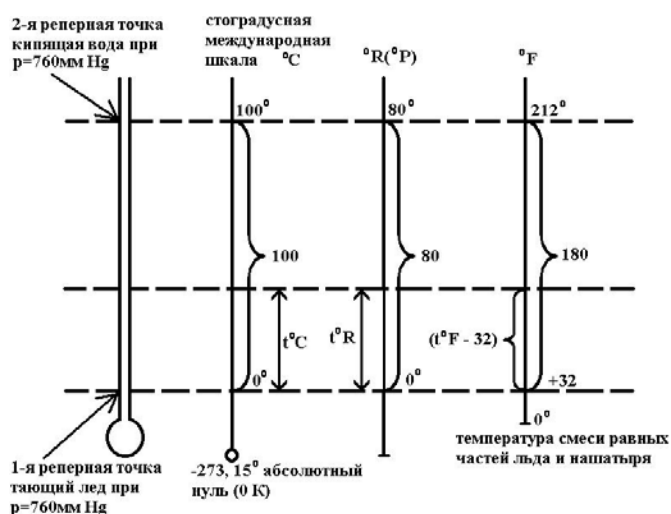 2-я реперная точка
кипящая вода при
р=760мм Hg
стоградусная
международная
шкала °C
°R(°P)
°F
100°
80°
212°
100
80
180
t°C
t°R
(t°F - 32)
0°
0°
+32
0°
1-я реперная точка
тающий лед при
р=760мм Hg
-273, 15° абсолютный
нуль (0 К)
температура смеси равных
частей льда и нашатыря